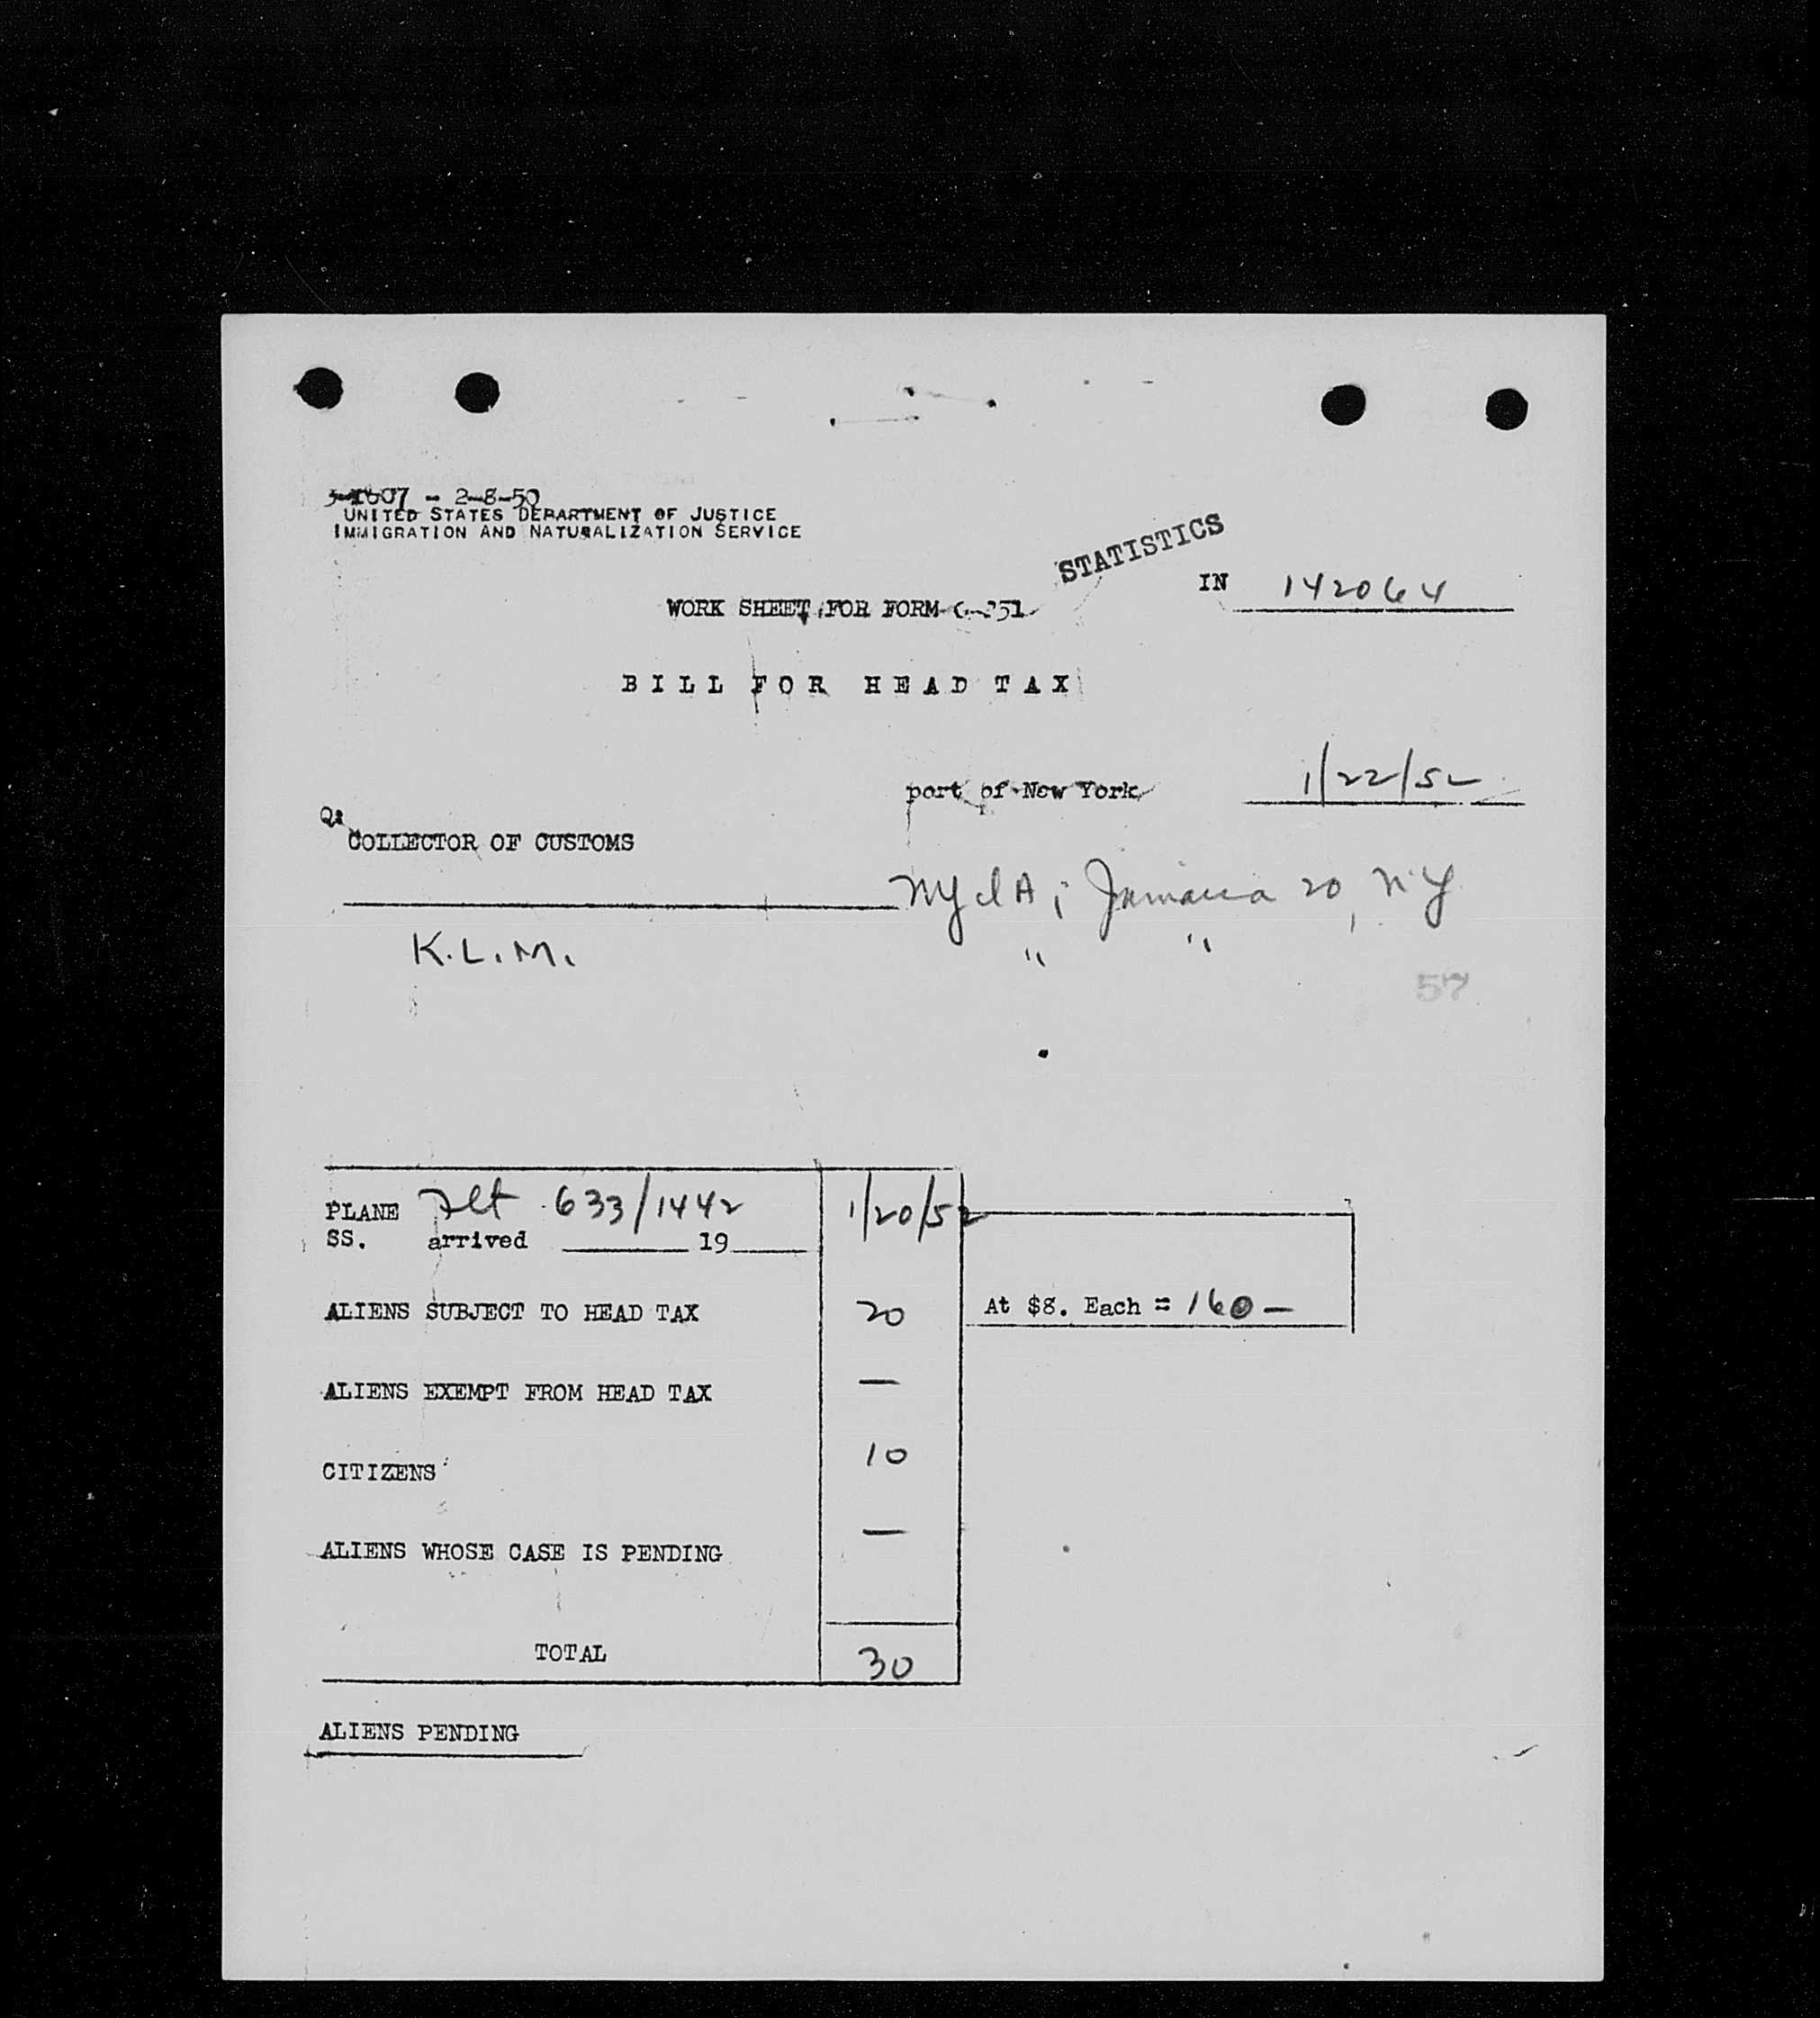 - 2-8-50
UNITED STATES DEPARTMENT OF JUSTICE
IMMIGRATION AND NATURALIZATION SERVICE
STATISTICS
IN 142064
WORK SHEET FOR FORM
BILL FOR HEAD TAX
port of New York 1/22/52
COLLECTOR OF CUSTOMS
NYIA; Jamaica 20, NY
K.L.M. " "
57
PLANE Flt 633/1442 1/20/52
SS. arrived ______ 19____
ALIENS SUBJECT TO HEAD TAX 20 At $8. Each = 160 —
ALIENS EXEMPT FROM HEAD TAX —
CITIZENS 10
ALIENS WHOSE CASE IS PENDING —
TOTAL 30
ALIENS PENDING